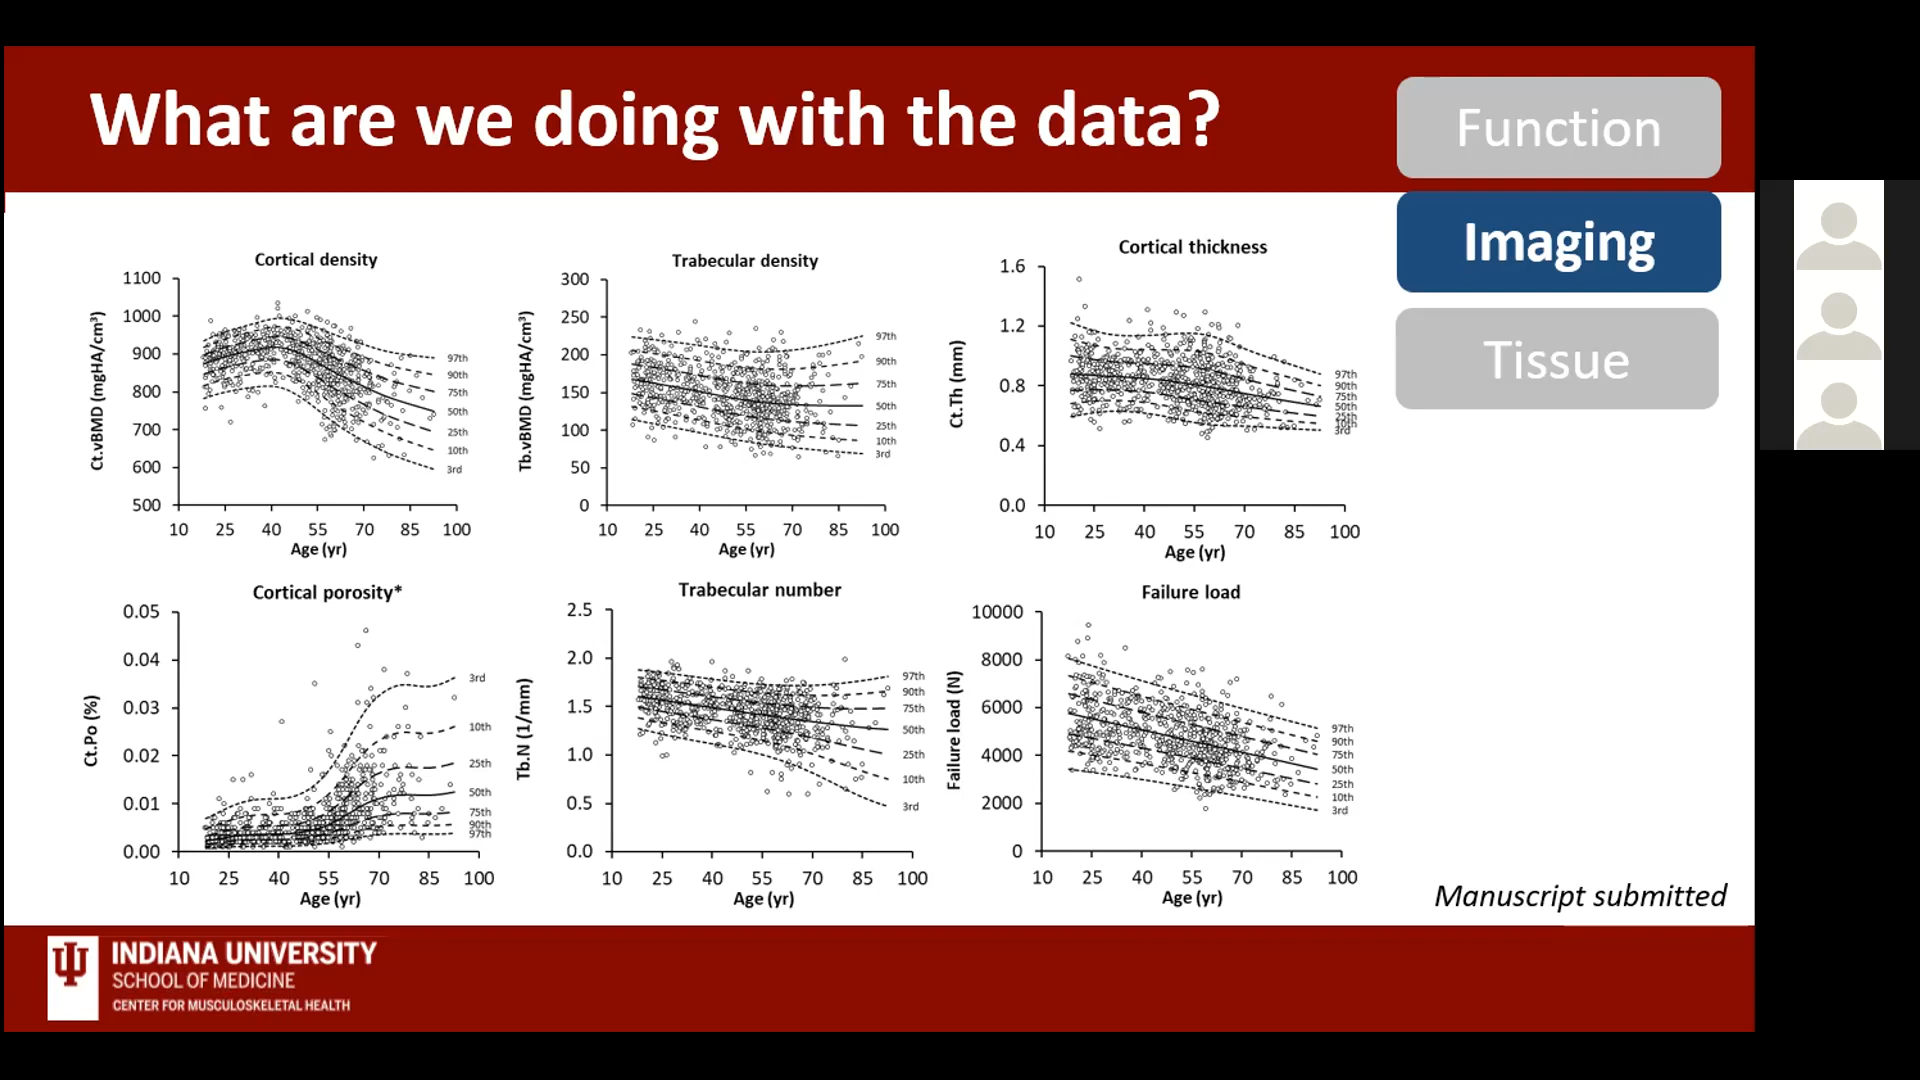 What are we doing with the data?
Function
Imaging
Tissue
Cortical density
Ct.vBMD (mgHA/cm³)
1100
1000
900
800
700
600
500
10 25 40 55 70 85 100
Age (yr)
97th
90th
75th
50th
25th
10th
3rd
Trabecular density
Tb.vBMD (mgHA/cm³)
300
250
200
150
100
50
0
10 25 40 55 70 85 100
Age (yr)
97th
90th
75th
50th
25th
10th
3rd
Cortical thickness
Ct.Th (mm)
1.6
1.2
0.8
0.4
0.0
10 25 40 55 70 85 100
Age (yr)
97th
90th
75th
50th
25th
10th
3rd
Cortical porosity*
Ct.Po (%)
0.05
0.04
0.03
0.02
0.01
0.00
10 25 40 55 70 85 100
Age (yr)
3rd
10th
25th
50th
75th
90th
97th
Trabecular number
Tb.N (1/mm)
2.5
2.0
1.5
1.0
0.5
0.0
10 25 40 55 70 85 100
Age (yr)
97th
90th
75th
50th
25th
10th
3rd
Failure load
Failure load (N)
10000
8000
6000
4000
2000
0
10 25 40 55 70 85 100
Age (yr)
97th
90th
75th
50th
25th
10th
3rd
Manuscript submitted
INDIANA UNIVERSITY
SCHOOL OF MEDICINE
CENTER FOR MUSCULOSKELETAL HEALTH